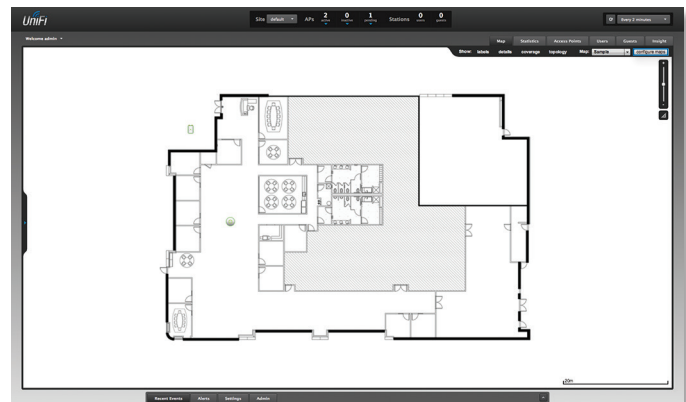 UniFi
Site default APs 2 0 1 Stations 0 0
Every 2 minutes
Welcome admin
Map Statistics Access Points Users Guests Insight
Show: labels details coverage topology Map: Sample configure maps
20m
Recent Events Alerts Settings Admin